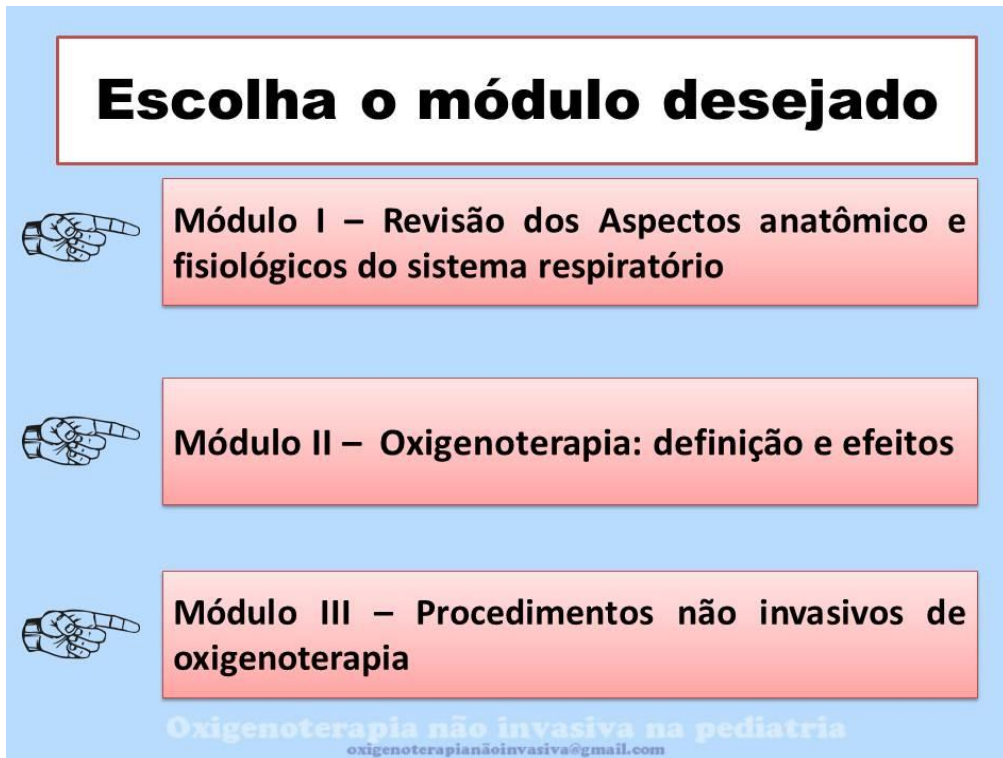 Escolha o módulo desejado
Módulo I – Revisão dos Aspectos anatômico e
fisiológicos do sistema respiratório
Módulo II – Oxigenoterapia: definição e efeitos
Módulo III – Procedimentos não invasivos de
oxigenoterapia
Oxigenoterapia não invasiva na pediatria
oxigenoterapianãoinvasiva@gmail.com